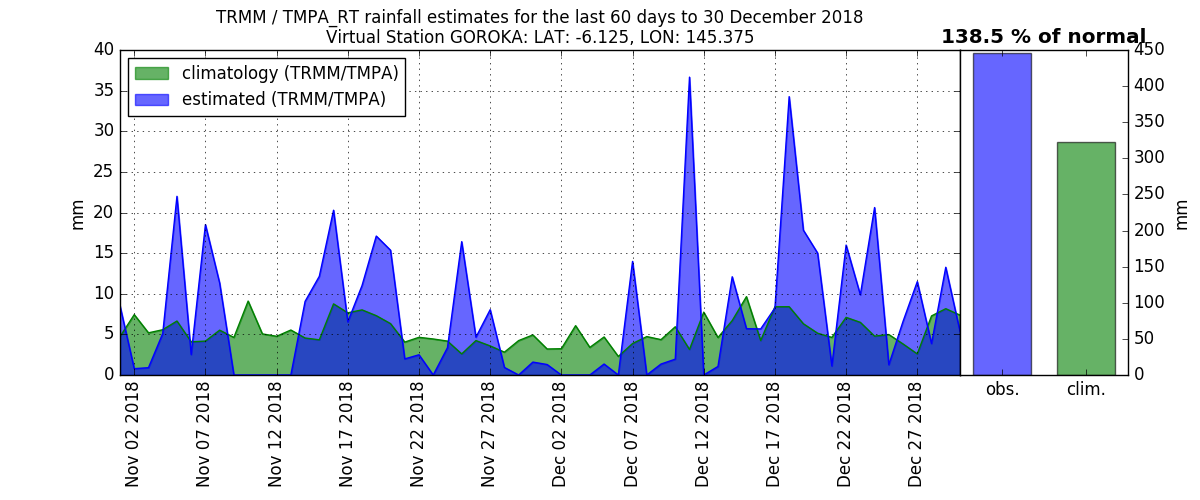 TRMM / TMPA_RT rainfall estimates for the last 60 days to 30 December 2018
Virtual Station GOROKA: LAT: -6.125, LON: 145.375
138.5 % of normal
climatology (TRMM/TMPA)
estimated (TRMM/TMPA)
40
35
30
25
20
15
10
5
0
mm
Nov 02 2018
Nov 07 2018
Nov 12 2018
Nov 17 2018
Nov 22 2018
Nov 27 2018
Dec 02 2018
Dec 07 2018
Dec 12 2018
Dec 17 2018
Dec 22 2018
Dec 27 2018
obs.
clim.
450
400
350
300
250
200
150
100
50
0
mm